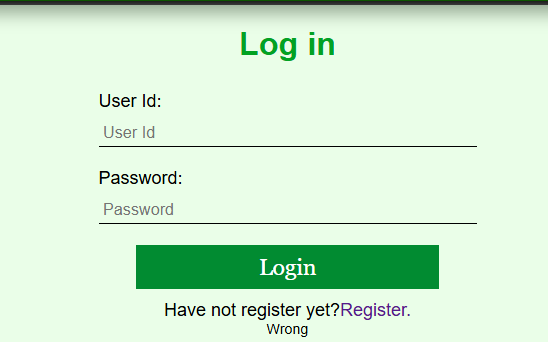 Log in
User Id:
User Id
Password:
Password
Login
Have not register yet?Register.
Wrong